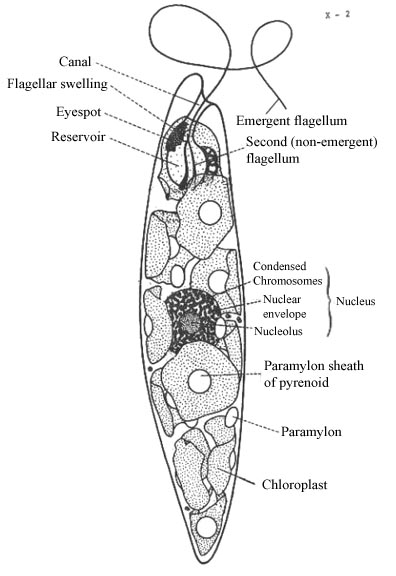 x - 2
Canal
Flagellar swelling
Eyespot
Reservoir
Emergent flagellum
Second (non-emergent)
flagellum
Condensed
Chromosomes
Nuclear
envelope
Nucleolus
Nucleus
Paramylon sheath
of pyrenoid
Paramylon
Chloroplast